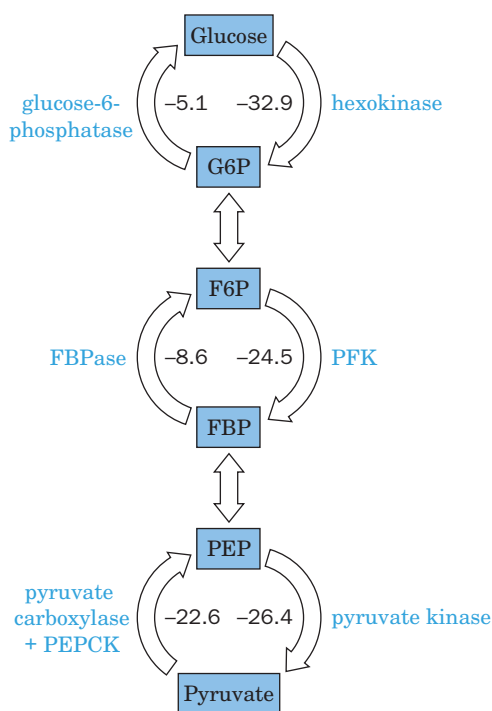 Glucose
glucose-6-
phosphatase
–5.1 –32.9
hexokinase
G6P
F6P
FBPase
–8.6 –24.5
PFK
FBP
PEP
pyruvate
carboxylase
+ PEPCK
–22.6 –26.4
pyruvate kinase
Pyruvate